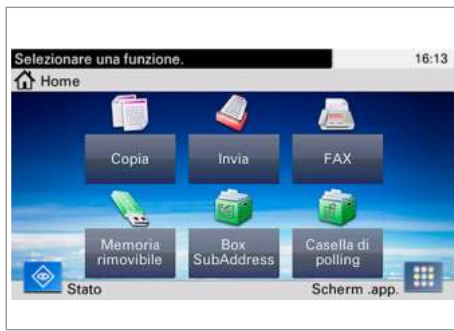 Selezionare una funzione.
16:13
Home
Copia
Invia
FAX
Memoria
rimovibile
Box
SubAddress
Casella di
polling
Stato
Scherm .app.